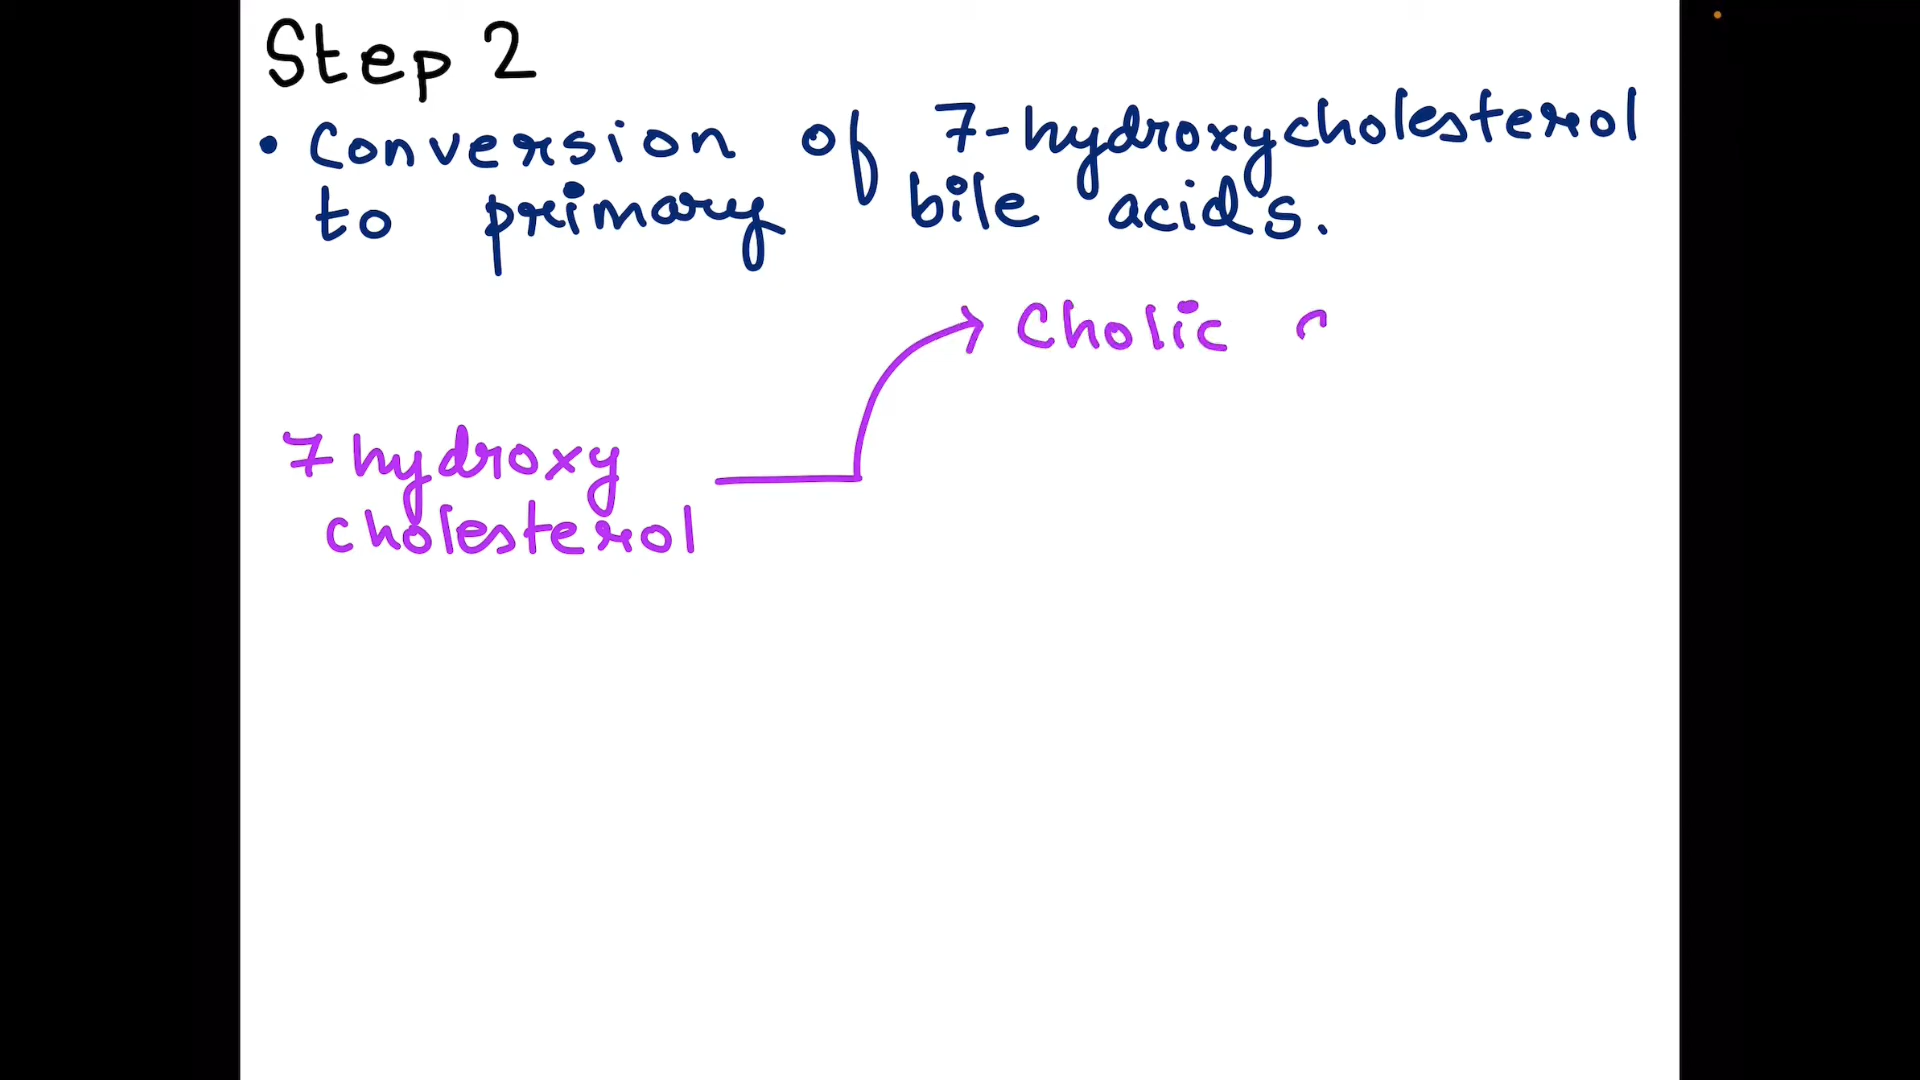 Step 2
• Conversion of 7-hydroxycholesterol
to primary bile acids.
Cholic
7 hydroxy
cholesterol